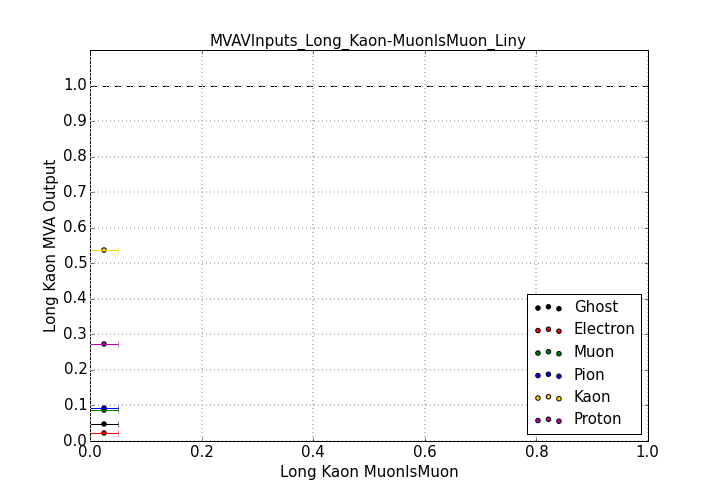 MVAVInputs_Long_Kaon-MuonIsMuon_Liny
1.0
0.9
0.8
0.7
0.6
0.5
0.4
0.3
0.2
0.1
0.0
Long Kaon MVA Output
Ghost
Electron
Muon
Pion
Kaon
Proton
0.0 0.2 0.4 0.6 0.8 1.0
Long Kaon MuonIsMuon